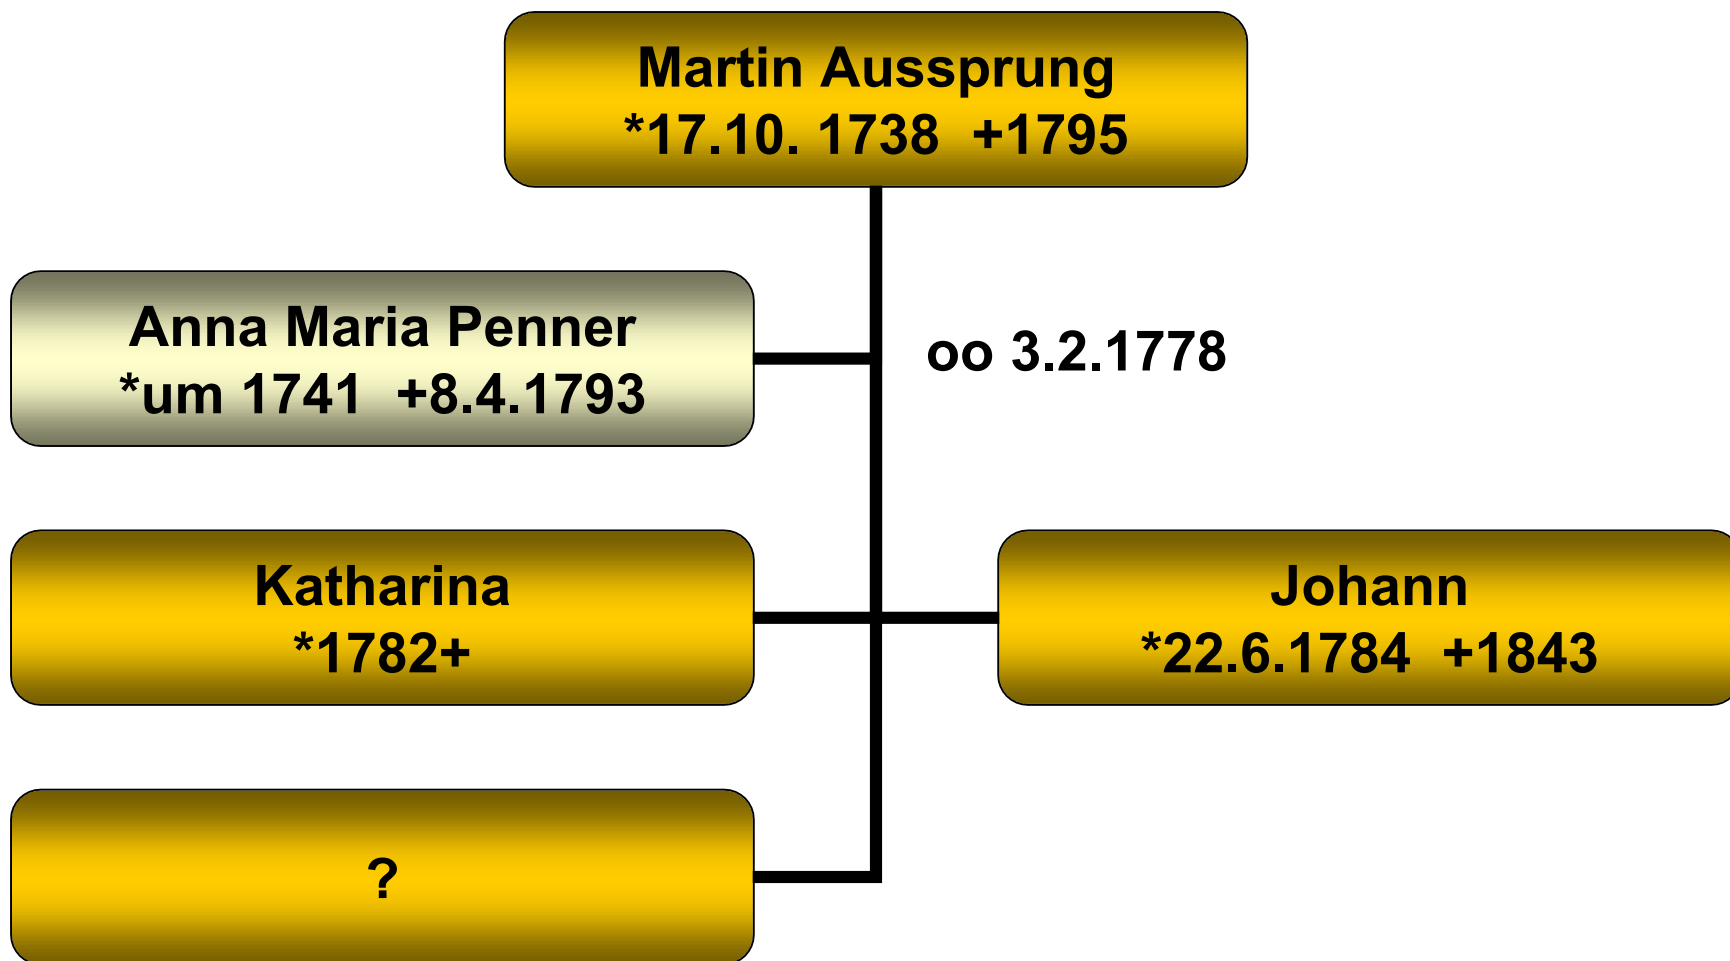 Martin Aussprung
*17.10. 1738  +1795
Anna Maria Penner
*um 1741  +8.4.1793
oo 3.2.1778
Katharina
*1782+
Johann
*22.6.1784  +1843
?